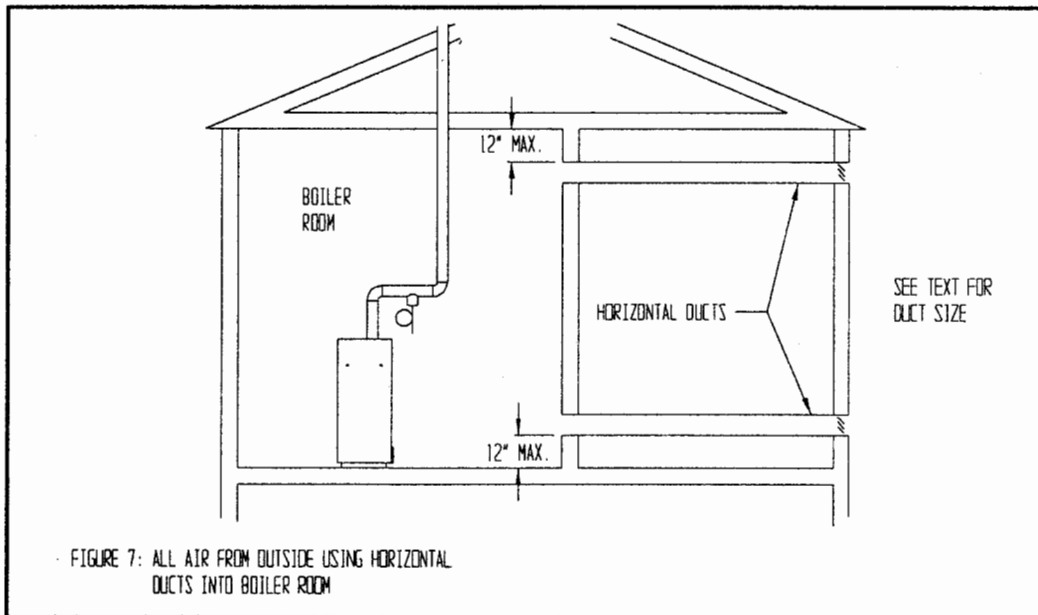 12" MAX.
BOILER
ROOM
HORIZONTAL DUCTS
SEE TEXT FOR
DUCT SIZE
12" MAX.
FIGURE 7: ALL AIR FROM OUTSIDE USING HORIZONTAL
DUCTS INTO BOILER ROOM